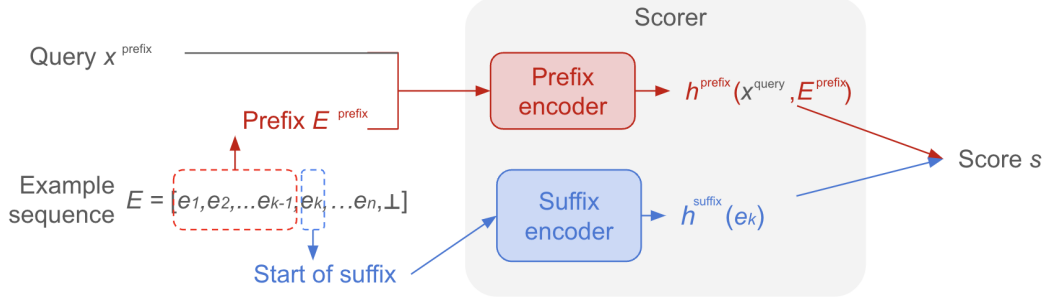 Scorer
Query x prefix
Prefix
encoder
h prefix (x query , E prefix)
Prefix E prefix
Score s
Example
sequence
E = [e1,e2,...ek-1,ek,...en,⊥]
Suffix
encoder
h suffix (ek)
Start of suffix